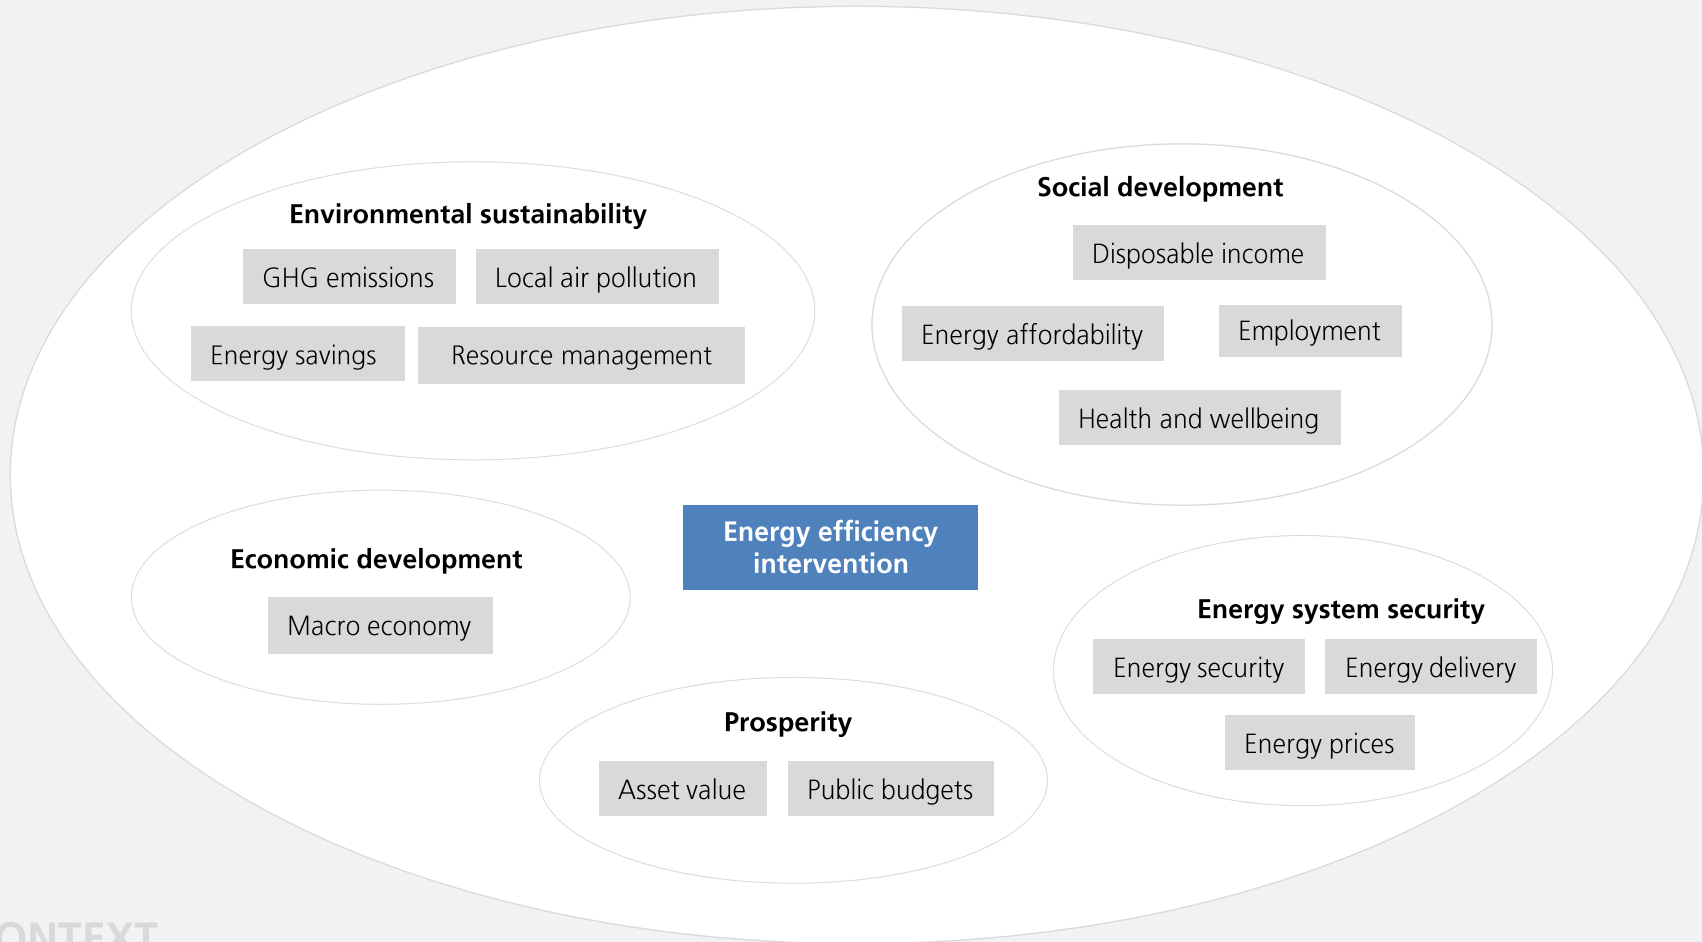 Social development
Environmental sustainability
Disposable income
GHG emissions
Local air pollution
Energy affordability
Employment
Energy savings
Resource management
Health and wellbeing
Energy efficiency
intervention
Economic development
Energy system security
Macro economy
Energy security
Energy delivery
Prosperity
Energy prices
Asset value
Public budgets
ONTEXT